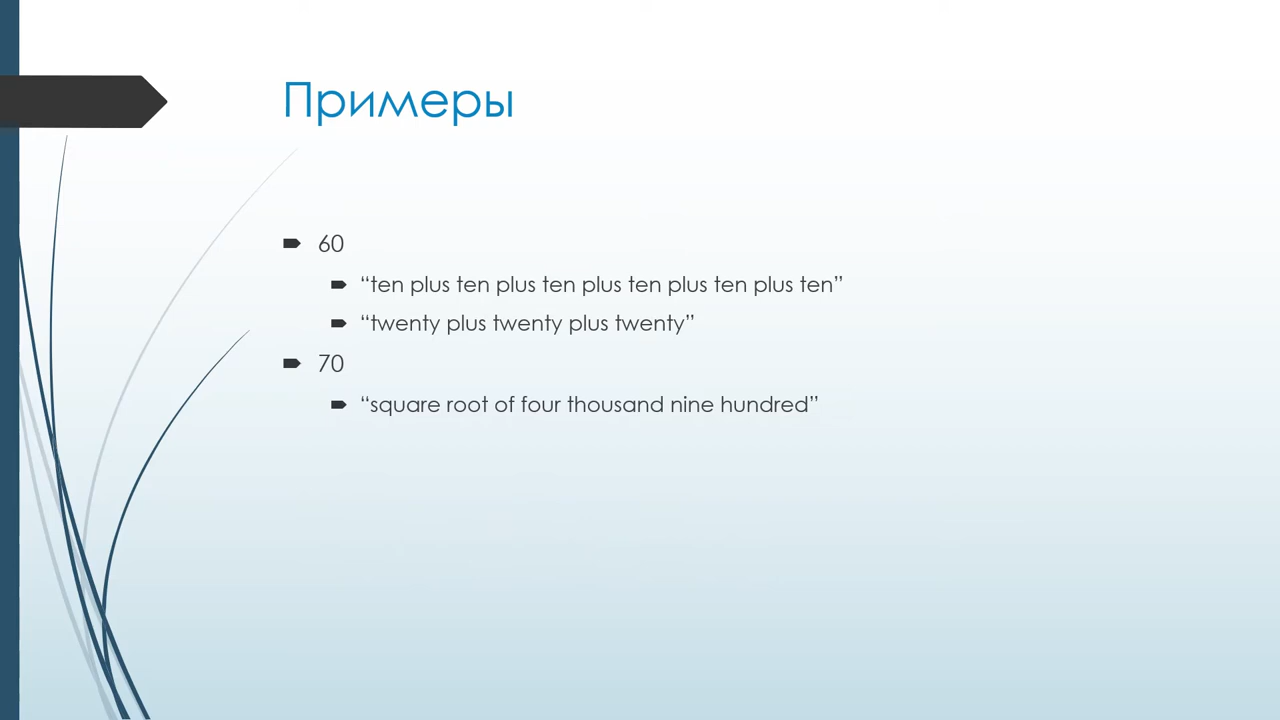 Примеры
60
“ten plus ten plus ten plus ten plus ten plus ten”
“twenty plus twenty plus twenty”
70
“square root of four thousand nine hundred”